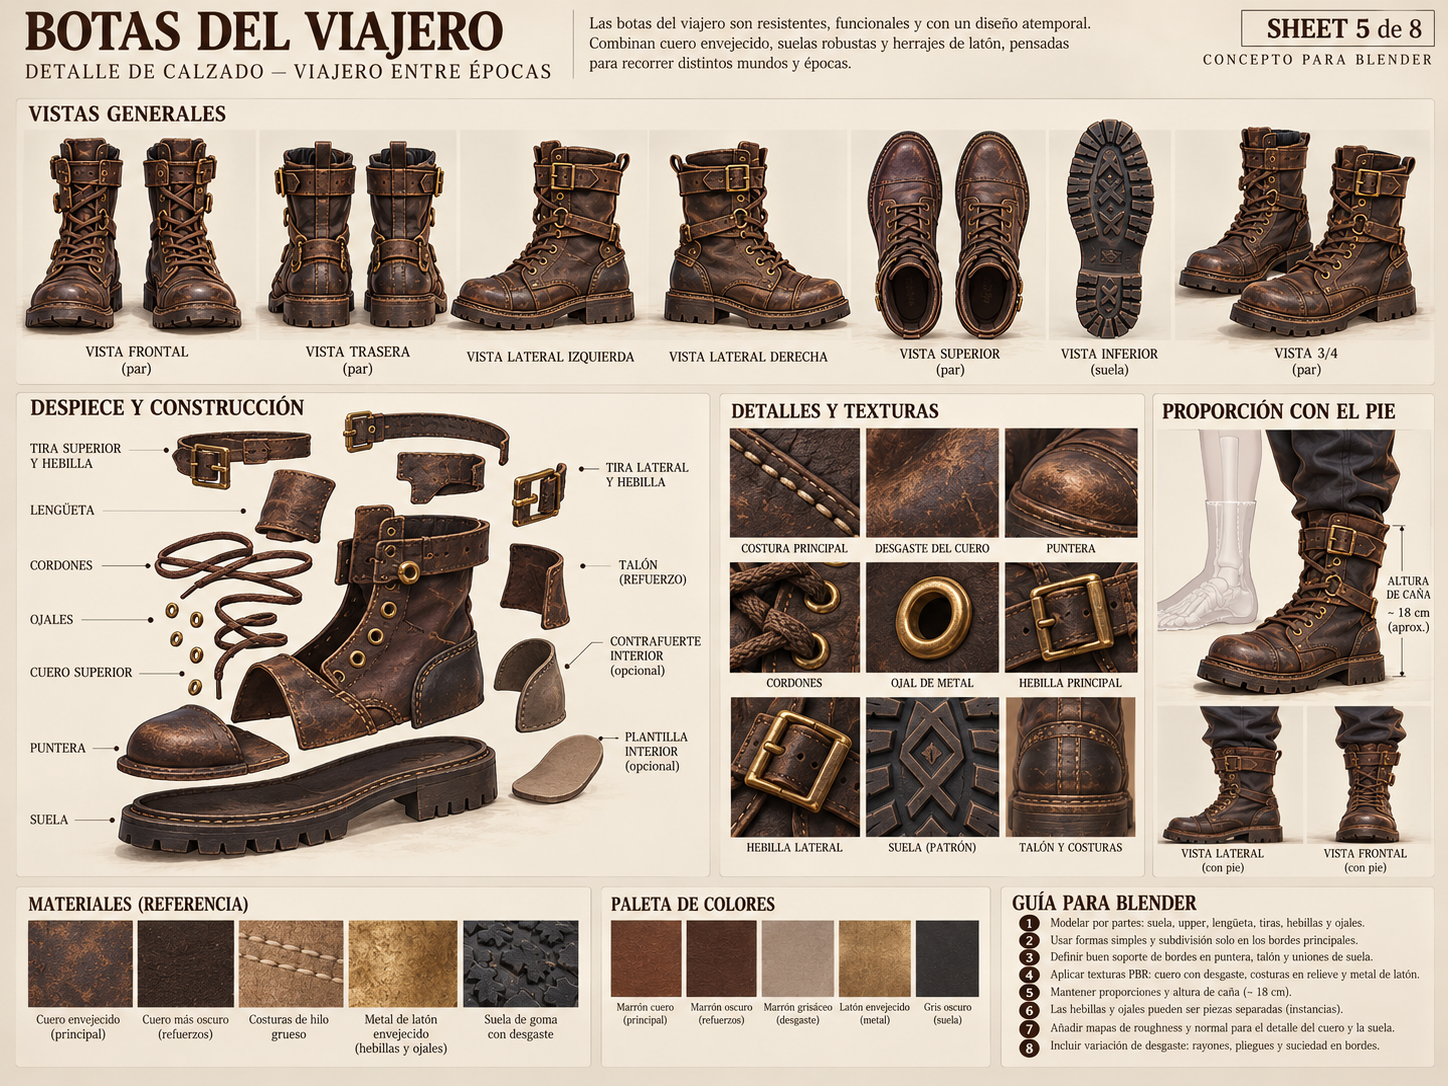 BOTAS DEL VIAJERO
DETALLE DE CALZADO — VIAJERO ENTRE ÉPOCAS
Las botas del viajero son resistentes, funcionales y con un diseño atemporal.
Combinan cuero envejecido, suelas robustas y herrajes de latón, pensadas
para recorrer distintos mundos y épocas.
SHEET 5 de 8
CONCEPTO PARA BLENDER
VISTAS GENERALES
VISTA FRONTAL
(par)
VISTA TRASERA
(par)
VISTA LATERAL IZQUIERDA
VISTA LATERAL DERECHA
VISTA SUPERIOR
(par)
VISTA INFERIOR
(suela)
VISTA 3/4
(par)
DESPIECE Y CONSTRUCCIÓN
TIRA SUPERIOR
Y HEBILLA
LENGÜETA
CORDONES
OJALES
CUERO SUPERIOR
PUNTERA
SUELA
TIRA LATERAL
Y HEBILLA
TALÓN
(REFUERZO)
CONTRAFUERTE
INTERIOR
(opcional)
PLANTILLA
INTERIOR
(opcional)
DETALLES Y TEXTURAS
COSTURA PRINCIPAL
DESGASTE DEL CUERO
PUNTERA
CORDONES
OJAL DE METAL
HEBILLA PRINCIPAL
HEBILLA LATERAL
SUELA (PATRÓN)
TALÓN Y COSTURAS
PROPORCIÓN CON EL PIE
ALTURA
DE CAÑA
~ 18 cm
(aprox.)
VISTA LATERAL
(con pie)
VISTA FRONTAL
(con pie)
MATERIALES (REFERENCIA)
Cuero envejecido
(principal)
Cuero más oscuro
(refuerzos)
Costuras de hilo
grueso
Metal de latón
envejecido
(hebillas y ojales)
Suela de goma
con desgaste
PALETA DE COLORES
Marrón cuero
(principal)
Marrón oscuro
(refuerzos)
Marrón grisáceo
(desgaste)
Latón envejecido
(metal)
Gris oscuro
(suela)
GUÍA PARA BLENDER
1 Modelar por partes: suela, upper, lengüeta, tiras, hebillas y ojales.
2 Usar formas simples y subdivisión solo en los bordes principales.
3 Definir buen soporte de bordes en puntera, talón y uniones de suela.
4 Aplicar texturas PBR: cuero con desgaste, costuras en relieve y metal de latón.
5 Mantener proporciones y altura de caña (~ 18 cm).
6 Las hebillas y ojales pueden ser piezas separadas (instancias).
7 Añadir mapas de roughness y normal para el detalle del cuero y la suela.
8 Incluir variación de desgaste: rayones, pliegues y suciedad en bordes.